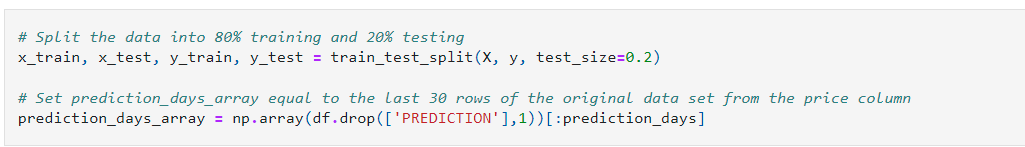 # Split the data into 80% training and 20% testing
x_train, x_test, y_train, y_test = train_test_split(X, y, test_size=0.2)
# Set prediction_days_array equal to the last 30 rows of the original data set from the price column
prediction_days_array = np.array(df.drop(['PREDICTION'],1))[:prediction_days]